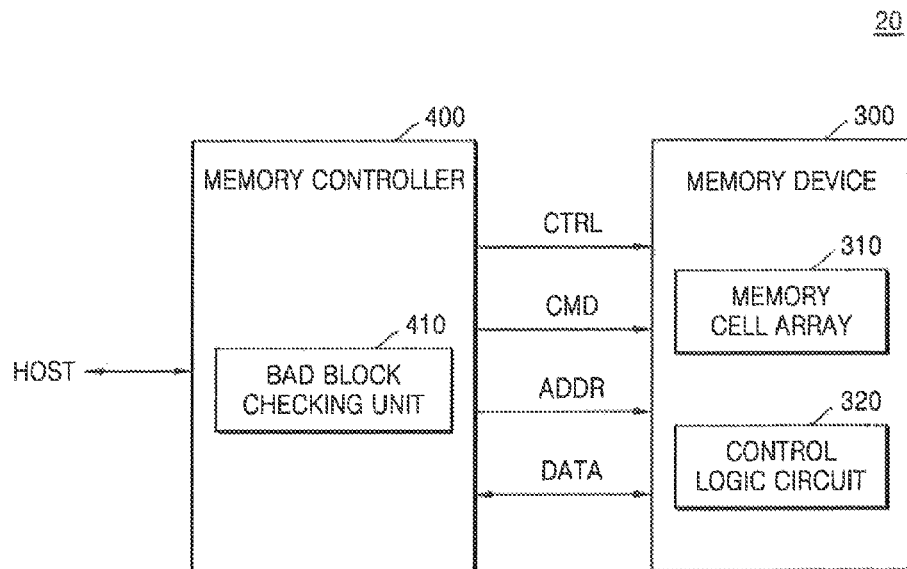 20
400
300
MEMORY CONTROLLER
MEMORY DEVICE
CTRL
310
MEMORY
CELL ARRAY
CMD
410
HOST
BAD BLOCK
CHECKING UNIT
ADDR
320
CONTROL
LOGIC CIRCUIT
DATA